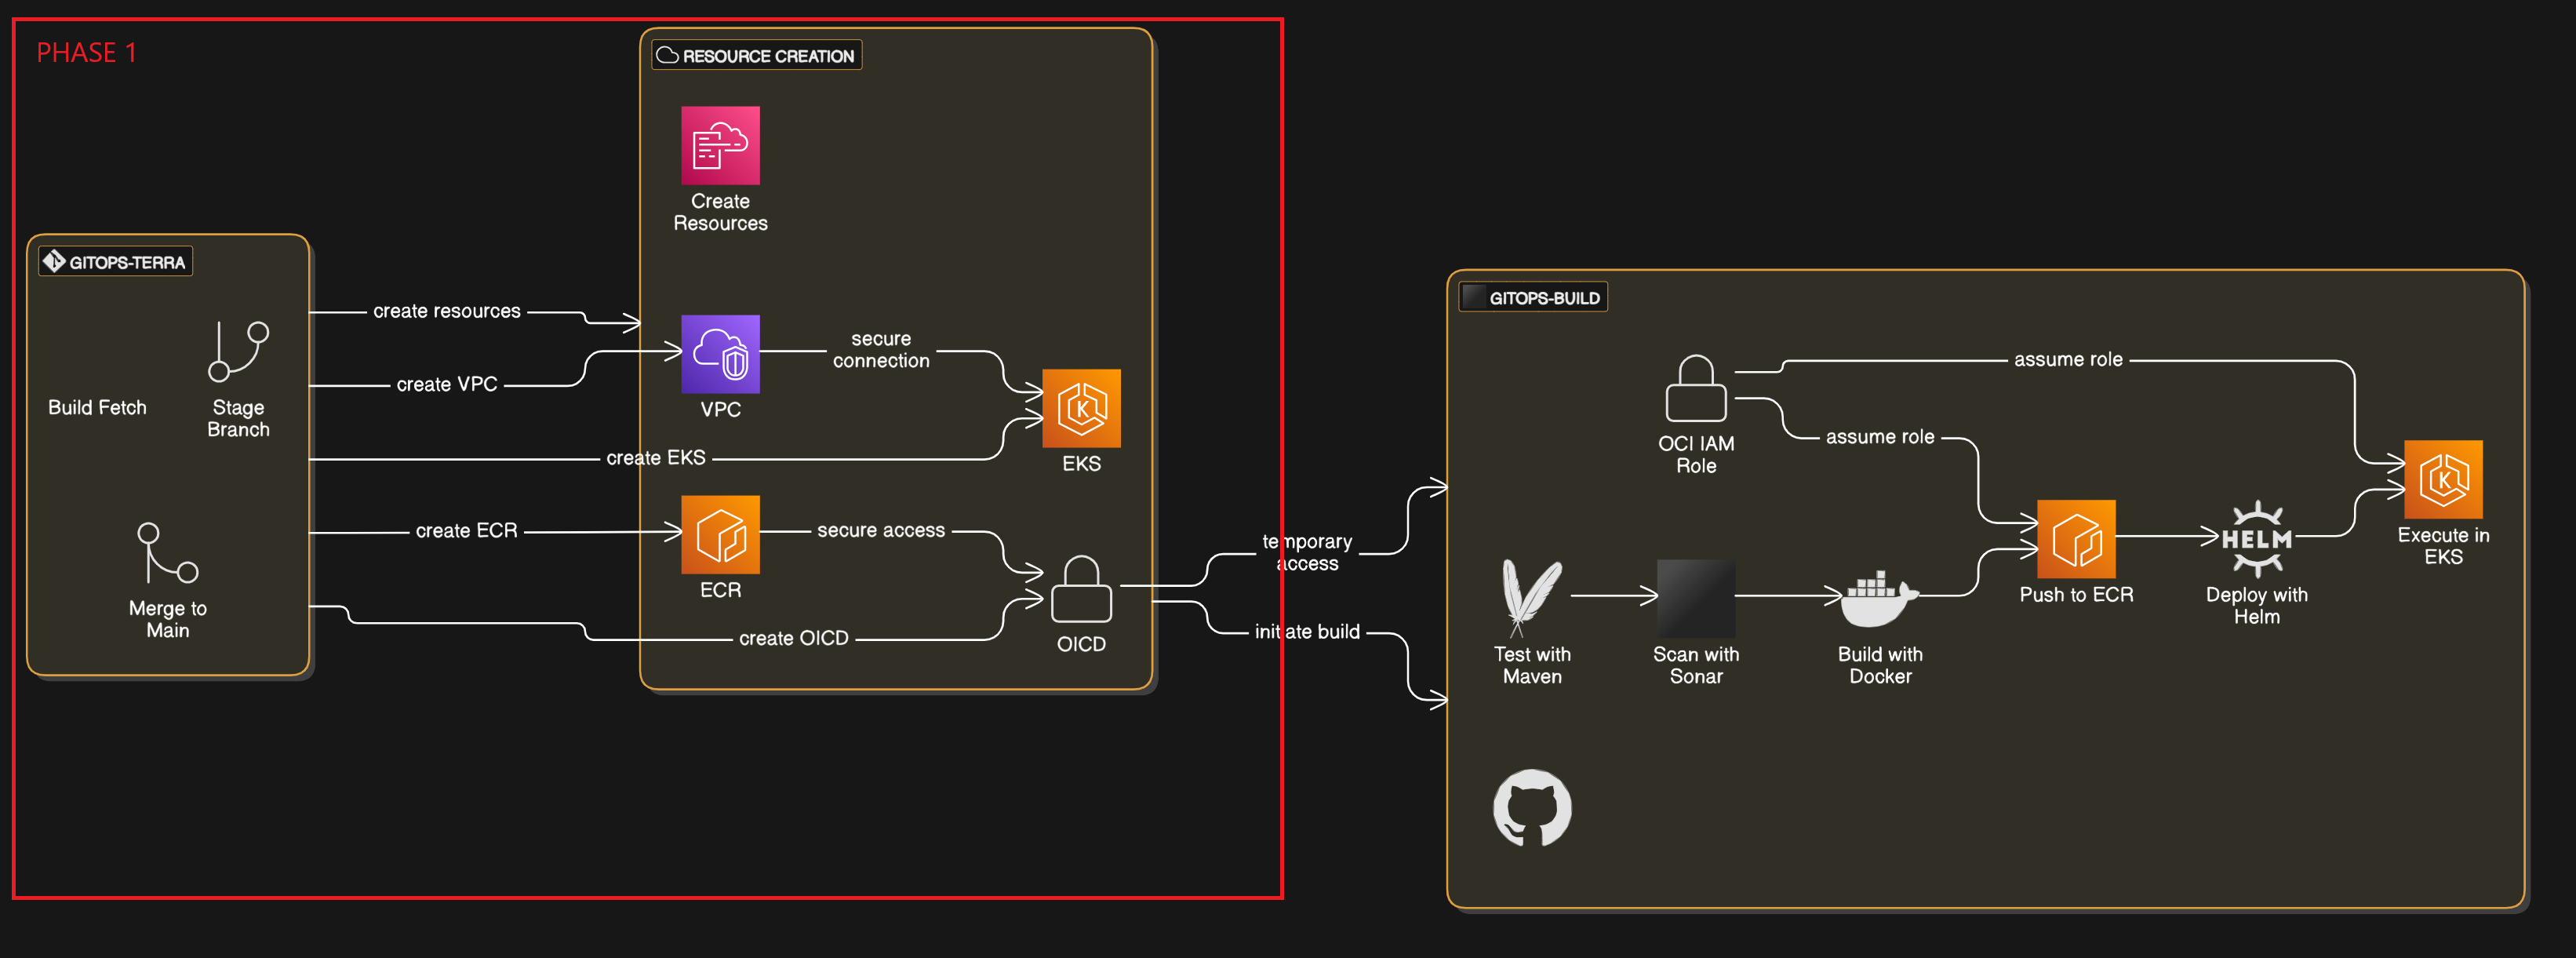 PHASE 1
RESOURCE CREATION
Create
Resources
GITOPS-TERRA
Build Fetch
Stage
Branch
Merge to
Main
create resources
create VPC
create EKS
create ECR
create OICD
VPC
secure
connection
EKS
ECR
secure access
OICD
temporary
access
initiate build
GITOPS-BUILD
OCI IAM
Role
assume role
assume role
Test with
Maven
Scan with
Sonar
Build with
Docker
Push to ECR
HELM
Deploy with
Helm
Execute in
EKS